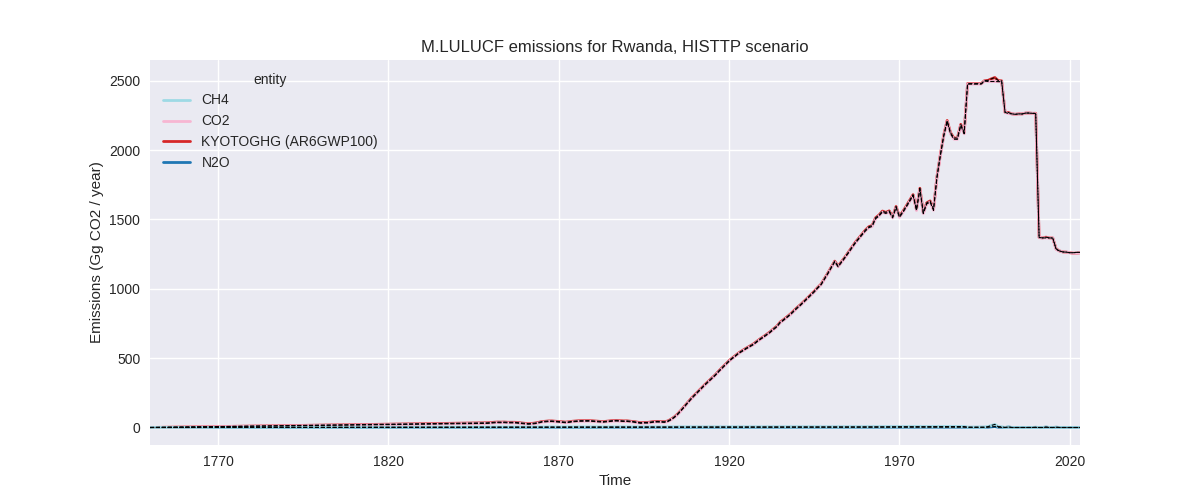 M.LULUCF emissions for Rwanda, HISTTP scenario
entity
CH4
CO2
KYOTOGHG (AR6GWP100)
N2O
Emissions (Gg CO2 / year)
2500
2000
1500
1000
500
0
1770
1820
1870
1920
1970
2020
Time